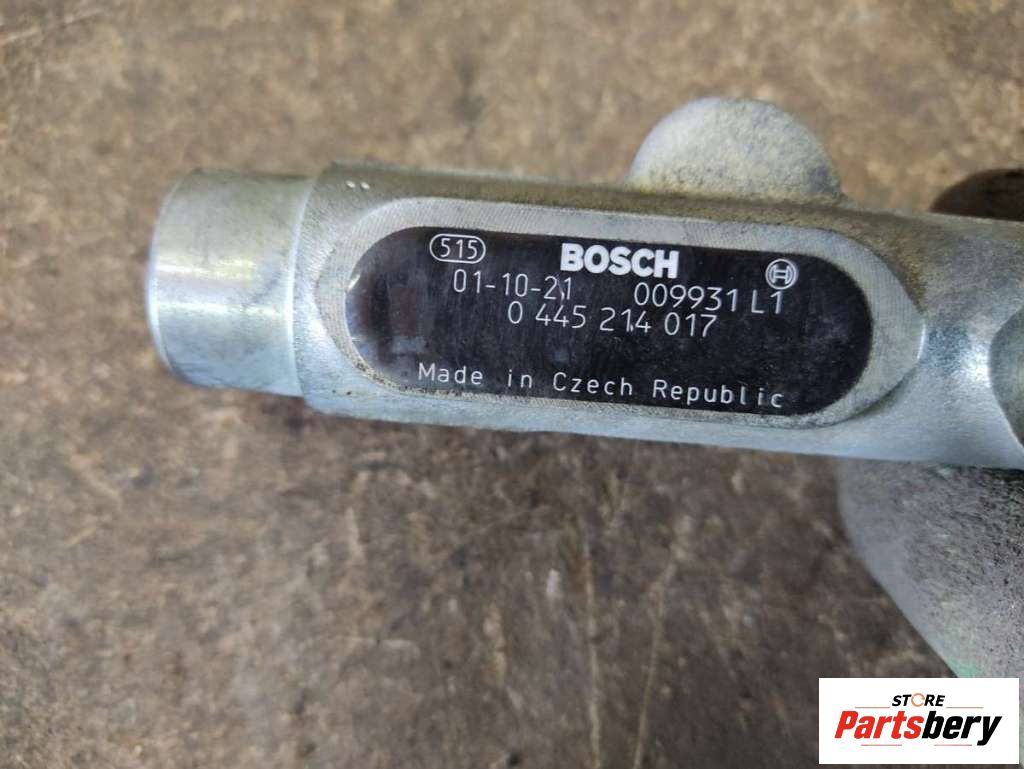 515 BOSCH
01-10-21 009931 L1
0 445 214 017
Made in Czech Republic
STORE
Partsbery